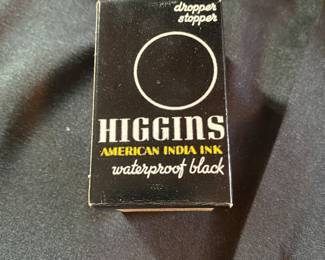 dropper
stopper
HIGGINS
AMERICAN INDIA INK
waterproof black